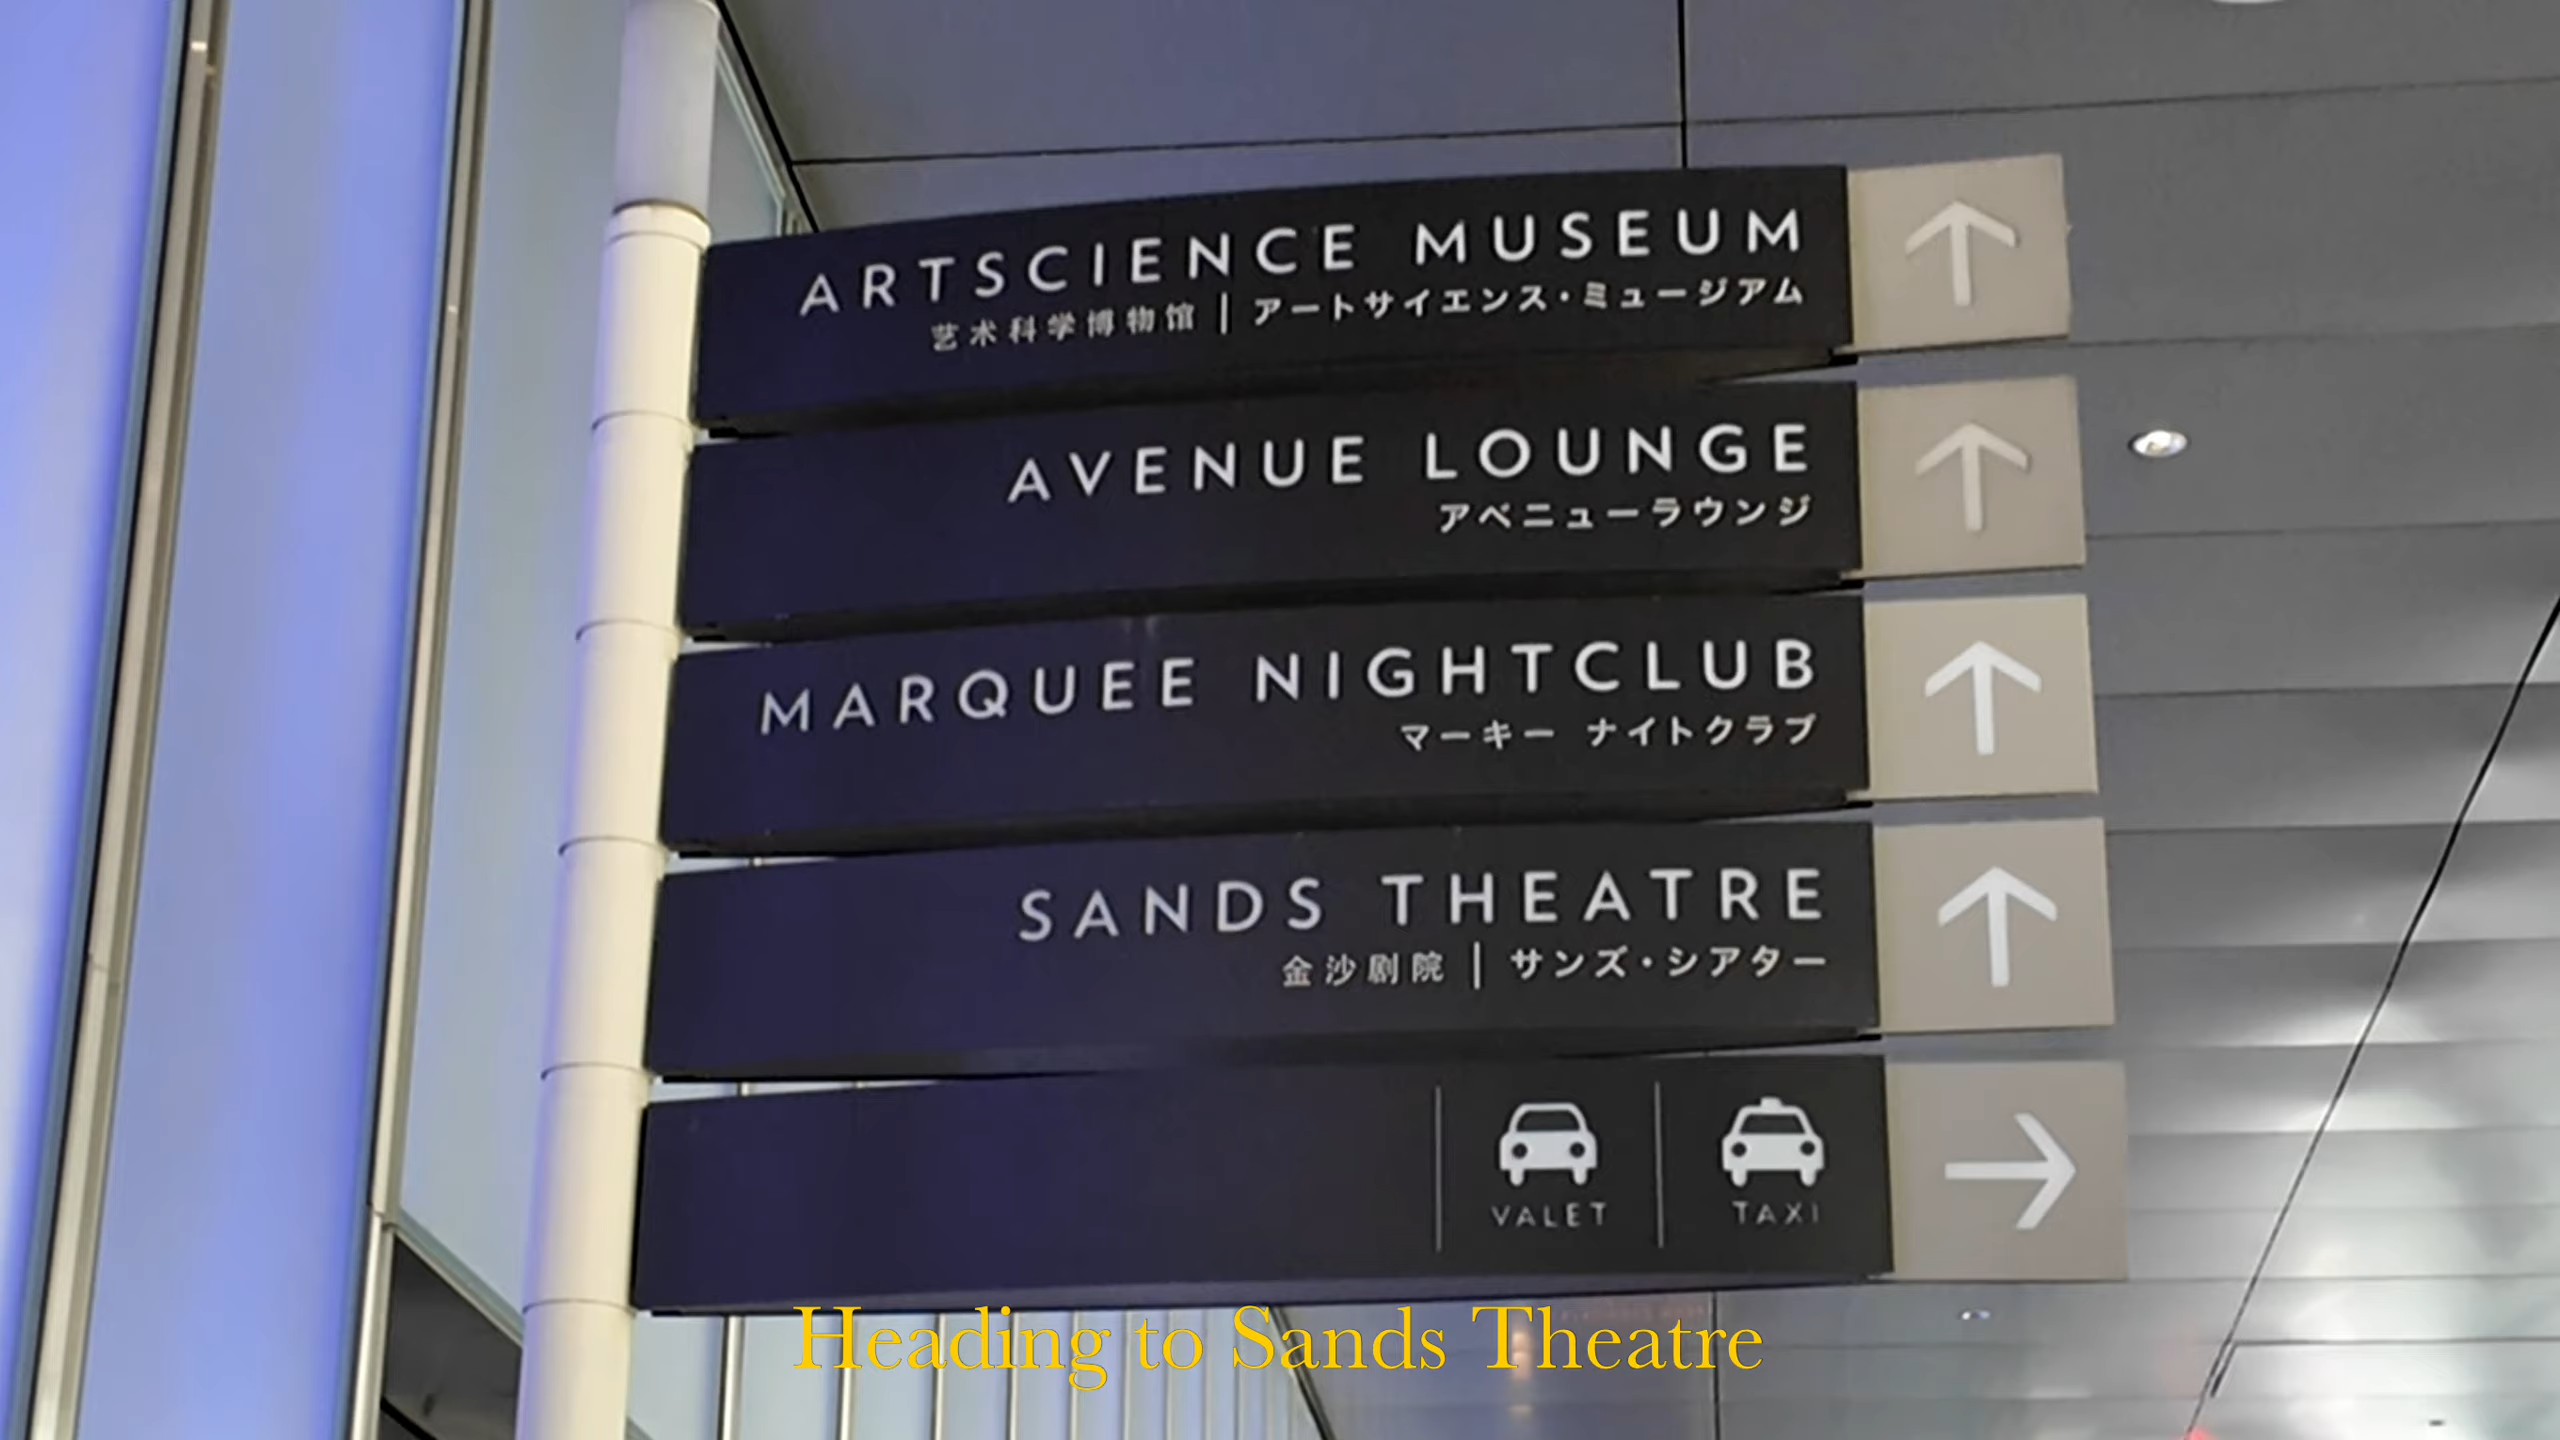 ARTSCIENCE MUSEUM
艺术科学博物馆 | アートサイエンス・ミュージアム
AVENUE LOUNGE
アベニューラウンジ
MARQUEE NIGHTCLUB
マーキー ナイトクラブ
SANDS THEATRE
金沙剧院 | サンズ・シアター
VALET TAXI
Heading to Sands Theatre